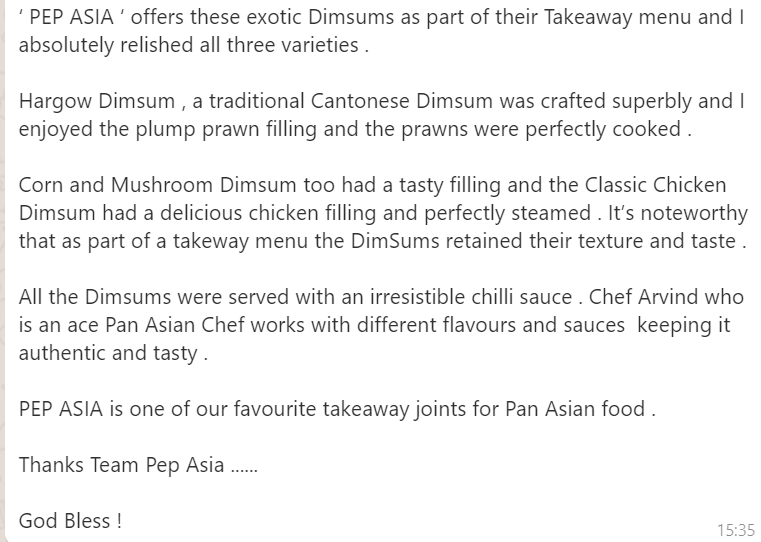 ‘ PEP ASIA ‘ offers these exotic Dimsums as part of their Takeaway menu and I
absolutely relished all three varieties .
Hargow Dimsum , a traditional Cantonese Dimsum was crafted superbly and I
enjoyed the plump prawn filling and the prawns were perfectly cooked .
Corn and Mushroom Dimsum too had a tasty filling and the Classic Chicken
Dimsum had a delicious chicken filling and perfectly steamed . It’s noteworthy
that as part of a takeway menu the DimSums retained their texture and taste .
All the Dimsums were served with an irresistible chilli sauce . Chef Arvind who
is an ace Pan Asian Chef works with different flavours and sauces  keeping it
authentic and tasty .
PEP ASIA is one of our favourite takeaway joints for Pan Asian food .
Thanks Team Pep Asia ......
God Bless !
15:35